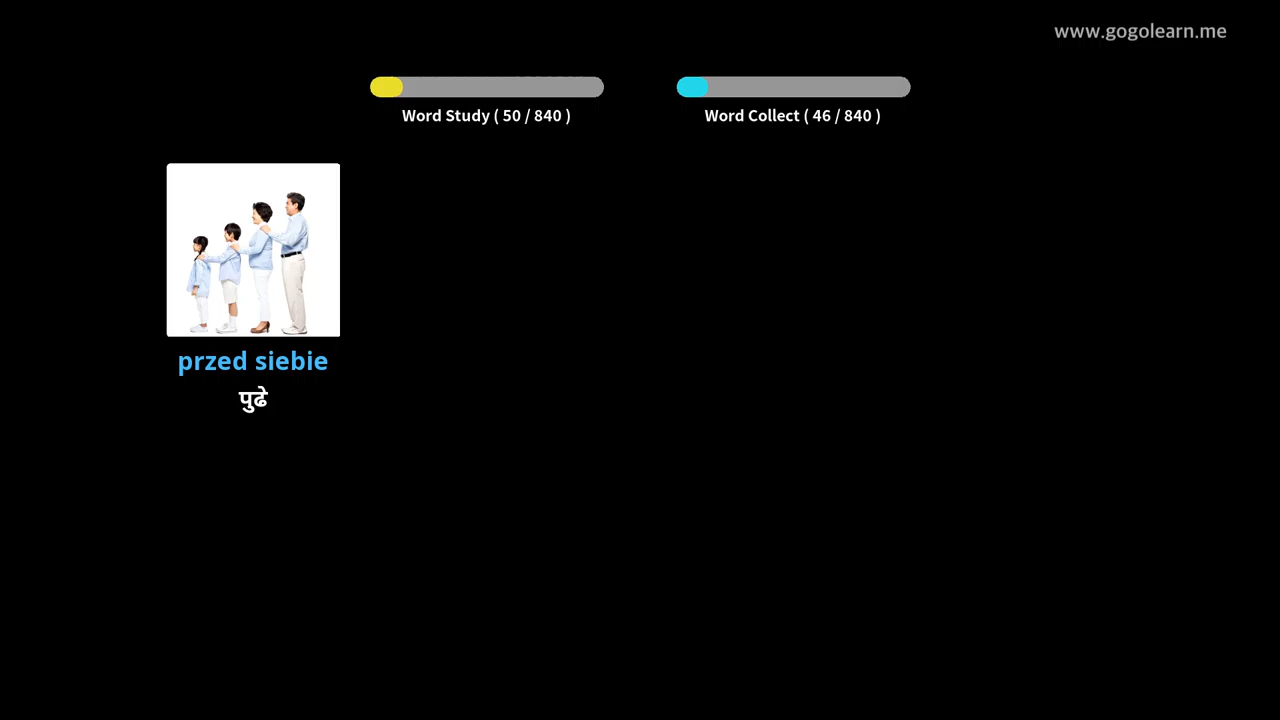 www.gogolearn.me
Word Study ( 50 / 840 )
Word Collect ( 46 / 840 )
przed siebie
पुढे